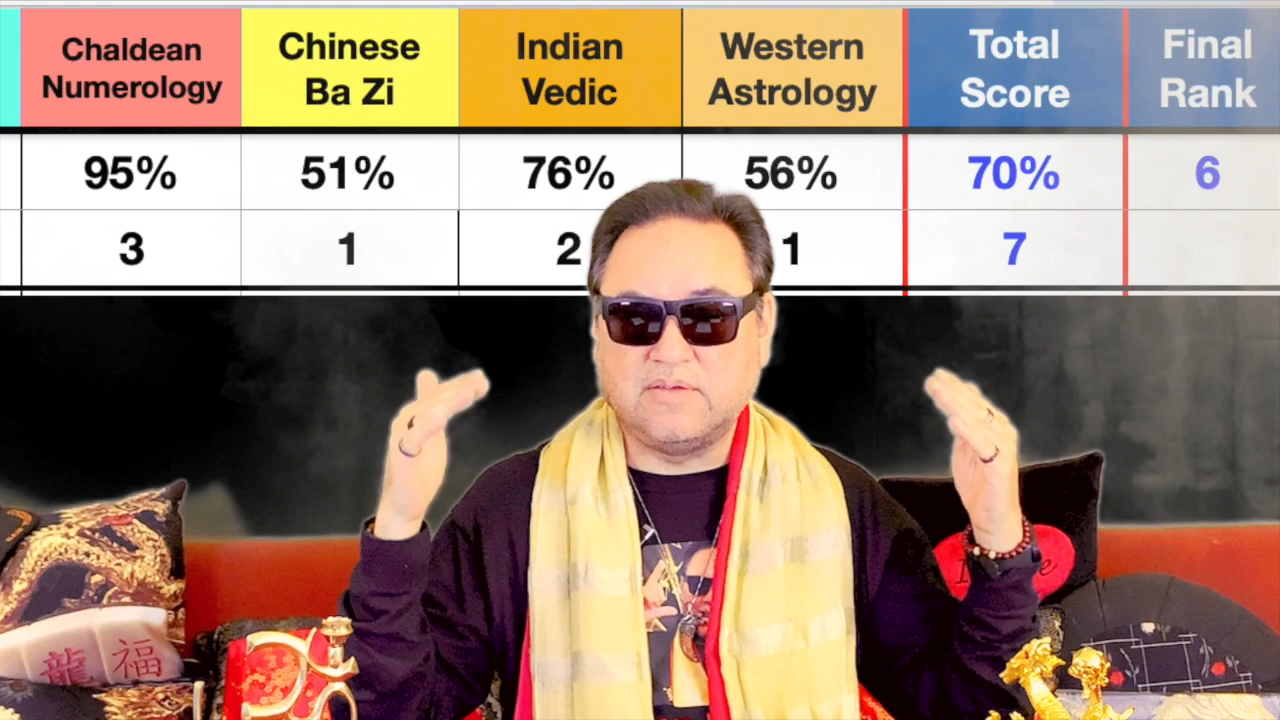 Chaldean
Numerology
Chinese
Ba Zi
Indian
Vedic
Western
Astrology
Total
Score
Final
Rank
95%
51%
76%
56%
70%
6
3
1
2
1
7
龍
福